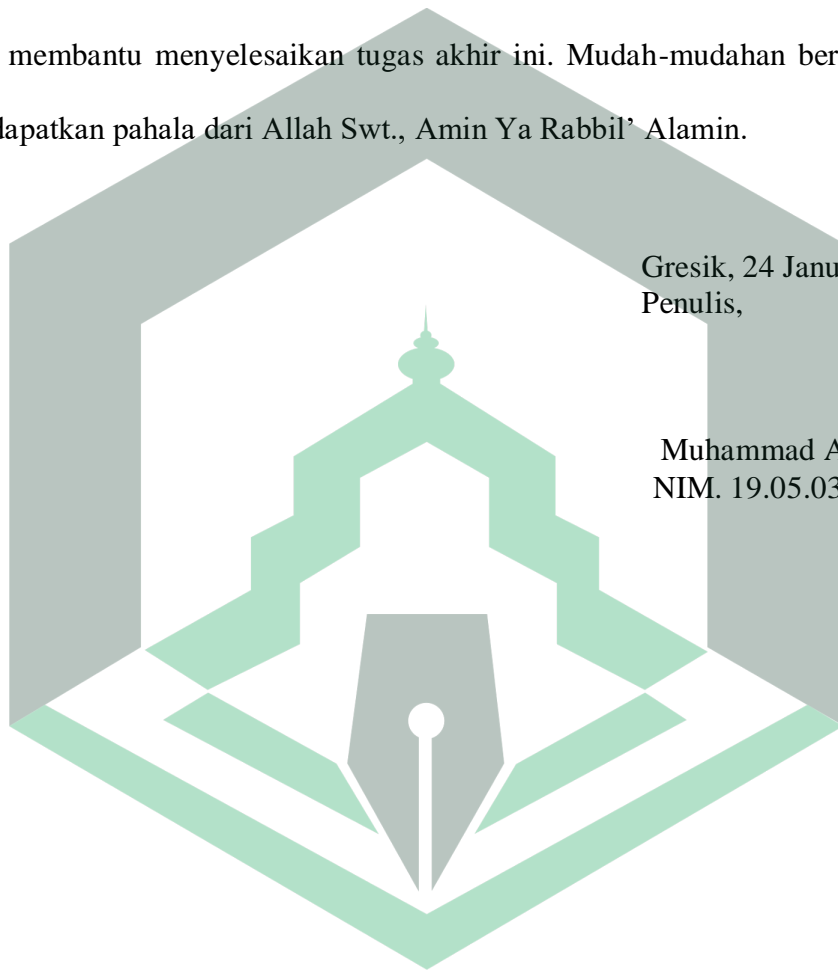 membantu menyelesaikan tugas akhir ini. Mudah-mudahan ber
dapatkan pahala dari Allah Swt., Amin Ya Rabbil’ Alamin.
Gresik, 24 Janu
Penulis,
Muhammad A
NIM. 19.05.03